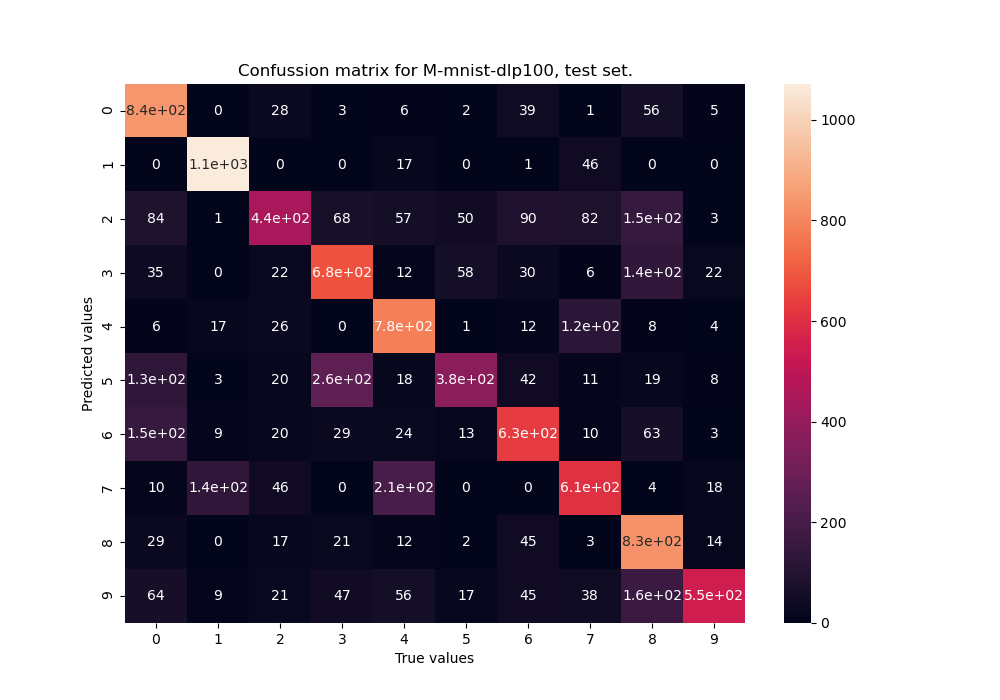 Confussion matrix for M-mnist-dlp100, test set.
0 8.4e+02 0 28 3 6 2 39 1 56 5
1 0 1.1e+03 0 0 17 0 1 46 0 0
2 84 1 4.4e+02 68 57 50 90 82 1.5e+02 3
3 35 0 22 6.8e+02 12 58 30 6 1.4e+02 22
4 6 17 26 0 7.8e+02 1 12 1.2e+02 8 4
5 1.3e+02 3 20 2.6e+02 18 3.8e+02 42 11 19 8
6 1.5e+02 9 20 29 24 13 6.3e+02 10 63 3
7 10 1.4e+02 46 0 2.1e+02 0 0 6.1e+02 4 18
8 29 0 17 21 12 2 45 3 8.3e+02 14
9 64 9 21 47 56 17 45 38 1.6e+02 5.5e+02
0 1 2 3 4 5 6 7 8 9
True values
Predicted values
1000
800
600
400
200
0